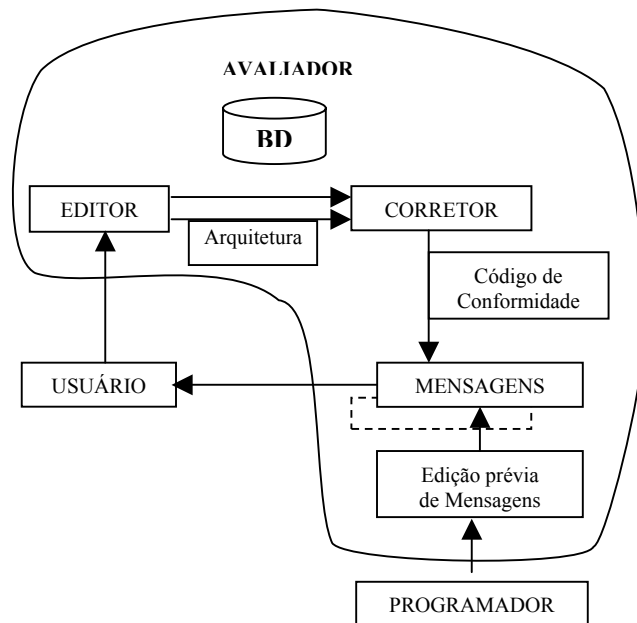 AVALIADOR
BD
EDITOR
CORRETOR
Arquitetura
Código de
Conformidade
USUÁRIO
MENSAGENS
Edição prévia
de Mensagens
PROGRAMADOR